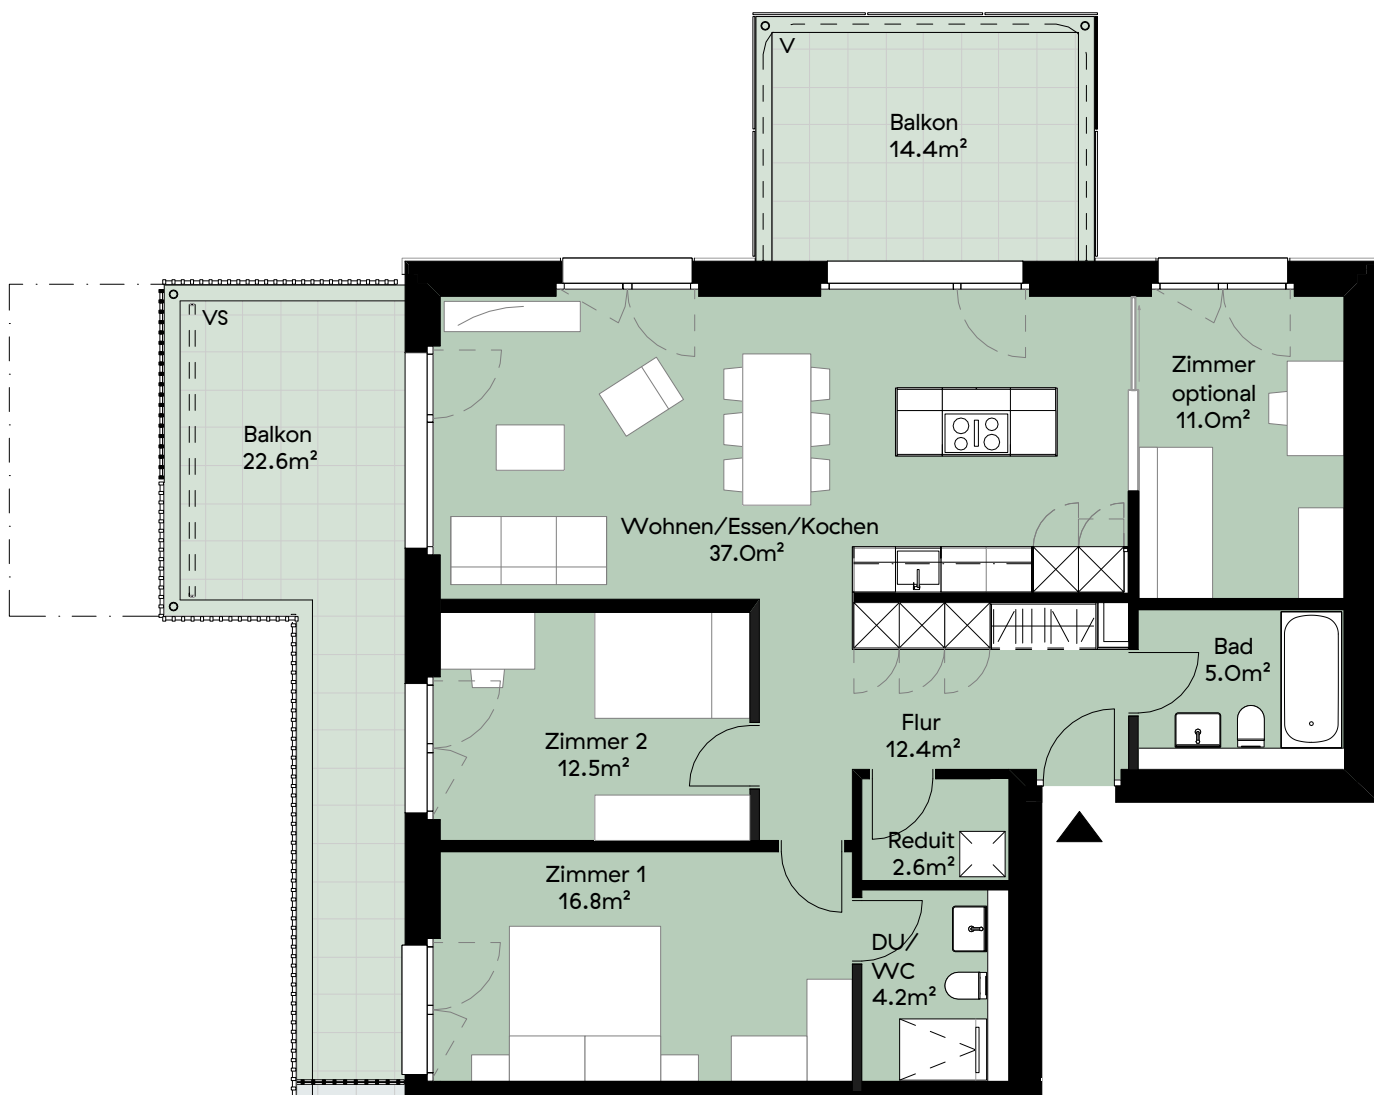 V
Balkon
14.4m²
VS
Balkon
22.6m²
Zimmer
optional
11.0m²
Wohnen/Essen/Kochen
37.0m²
Bad
5.0m²
Flur
12.4m²
Zimmer 2
12.5m²
Reduit
2.6m²
Zimmer 1
16.8m²
DU/
WC
4.2m²